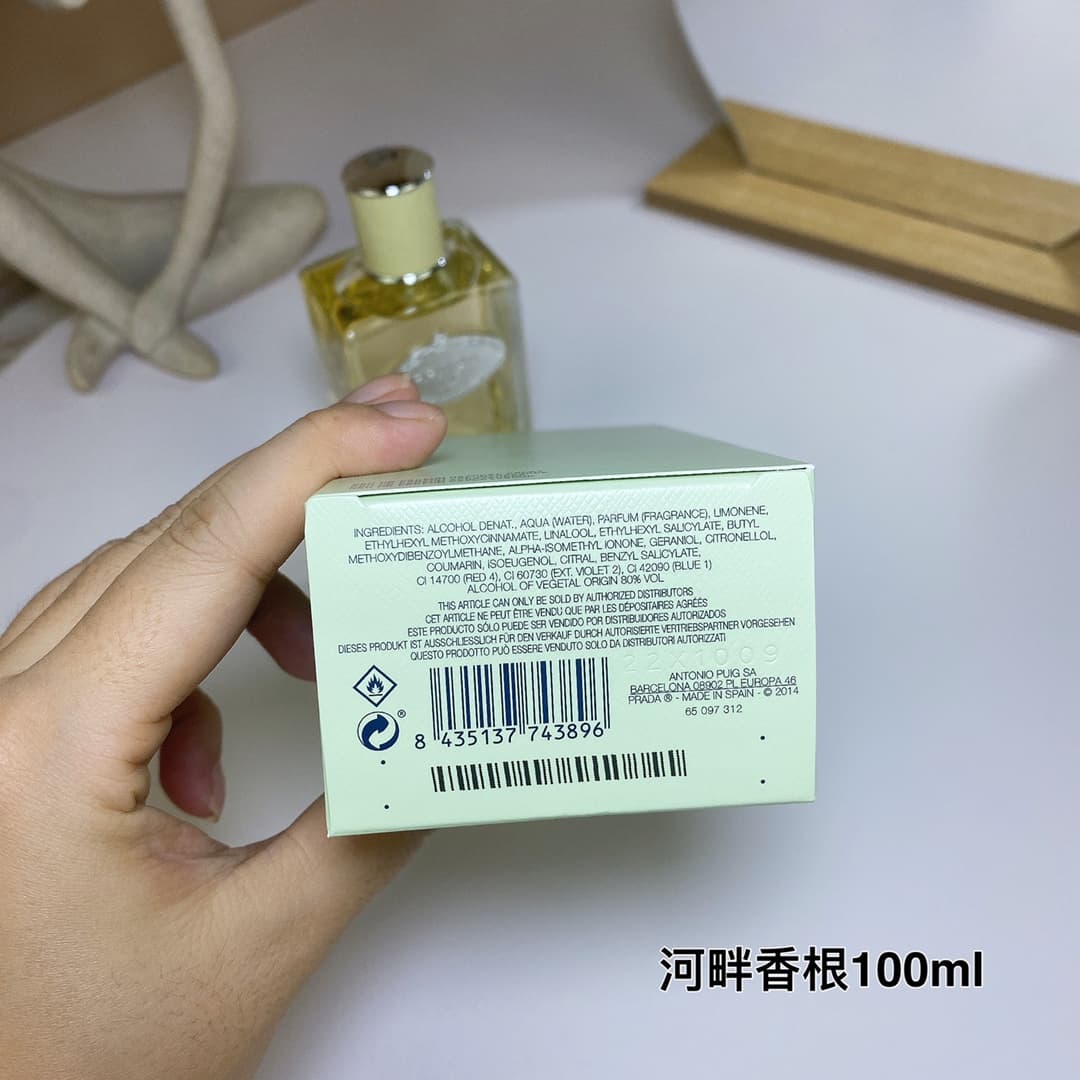 INGREDIENTS: ALCOHOL DENAT., AQUA (WATER), PARFUM (FRAGRANCE), LIMONENE,
ETHYLHEXYL METHOXYCINNAMATE, LINALOOL, ETHYLHEXYL SALICYLATE, BUTYL
METHOXYDIBENZOYLMETHANE, ALPHA-ISOMETHYL IONONE, GERANIOL, CITRONELLOL,
COUMARIN, ISOEUGENOL, CITRAL, BENZYL SALICYLATE,
CI 14700 (RED 4), CI 60730 (EXT. VIOLET 2), CI 42090 (BLUE 1)
ALCOHOL OF VEGETAL ORIGIN 80% VOL
THIS ARTICLE CAN ONLY BE SOLD BY AUTHORIZED DISTRIBUTORS
CET ARTICLE NE PEUT ÊTRE VENDU QUE PAR LES DÉPOSITAIRES AGRÉÉS
ESTE PRODUCTO SÓLO PUEDE SER VENDIDO POR DISTRIBUIDORES AUTORIZADOS
DIESES PRODUKT IST AUSSCHLIESSLICH FÜR DEN VERKAUF DURCH AUTORISIERTE VERTRIEBSPARTNER VORGESEHEN
QUESTO PRODOTTO PUÒ ESSERE VENDUTO SOLO DA DISTRIBUTORI AUTORIZZATI
22X1009
ANTONIO PUIG SA
BARCELONA 08902 PL EUROPA 46
PRADA ® - MADE IN SPAIN - © 2014
65 097 312
®
8 435137 743896
河畔香根100ml